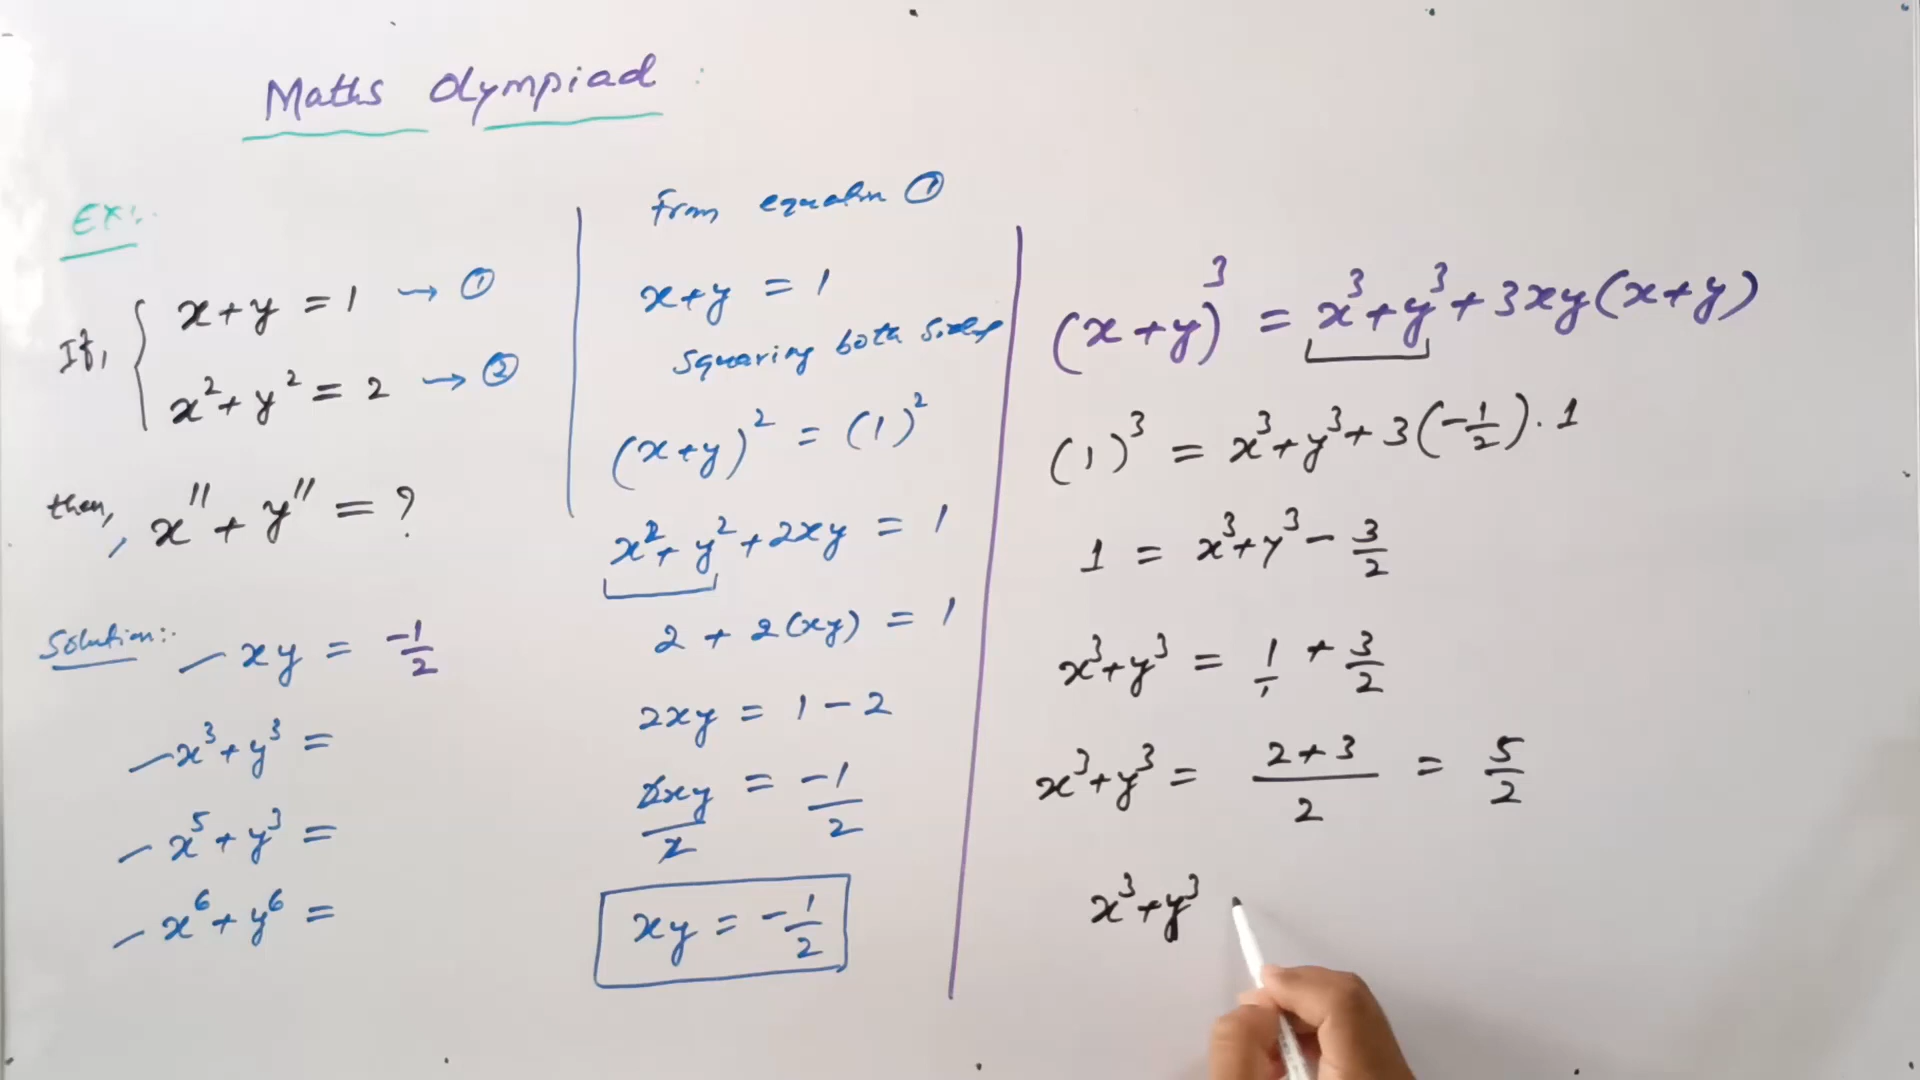 Maths Olympiad :
Ex:.
If, { x+y = 1 → ①
x²+y² = 2 → ②
then, x¹¹ + y¹¹ = ?
Solution:. – xy = -1/2
– x³+y³ =
– x⁵+y³ =
– x⁶+y⁶ =
From equation ①
x+y = 1
Squaring both sides
(x+y)² = (1)²
x²+y²+2xy = 1
2 + 2(xy) = 1
2xy = 1 – 2
2xy/2 = -1/2
xy = -1/2
(x+y)³ = x³+y³+3xy(x+y)
(1)³ = x³+y³+3(-1/2).1
1 = x³+y³ - 3/2
x³+y³ = 1/1 + 3/2
x³+y³ = 2+3/2 = 5/2
x³+y³